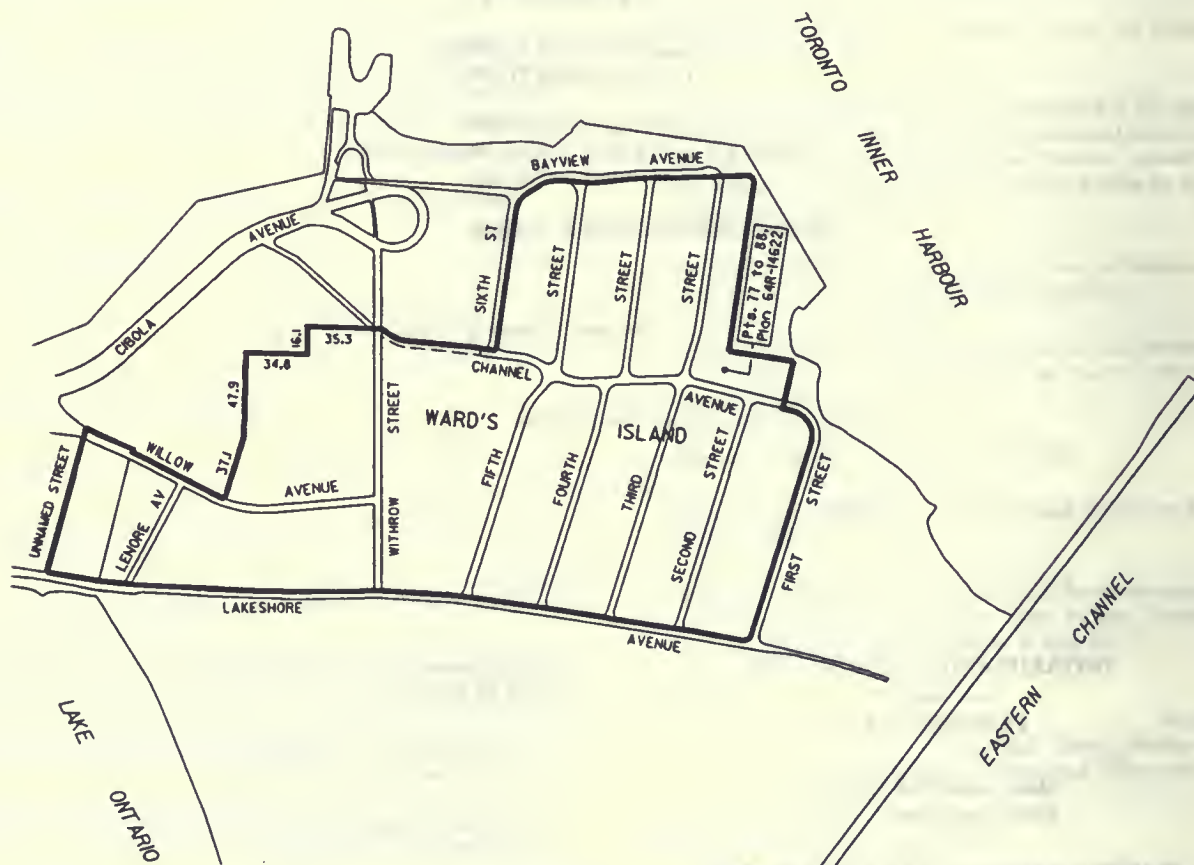 TORONTO
INNER
HARBOUR
BAYVIEW AVENUE
CIBOLA AVENUE
SIXTH ST
STREET
STREET
STREET
Pts. 77 to 88,
Plan 64R-14622
16.1
35.3
34.8
47.9
37.1
CHANNEL AVENUE
WARD'S ISLAND
WILLOW AVENUE
UNNAMED STREET
LENORE AV
WITHROW STREET
FIFTH
FOURTH
THIRD
SECOND STREET
FIRST STREET
LAKESHORE AVENUE
EASTERN CHANNEL
LAKE
ONTARIO